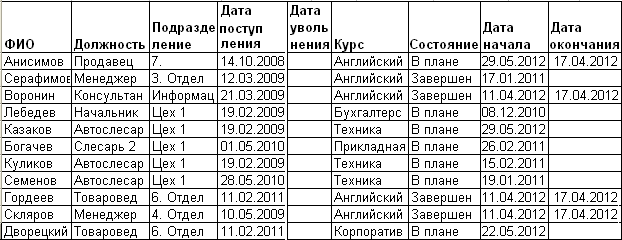 ФИО Должность Подразде ление Дата поступ ления Дата уволь нения Курс Состояние Дата начала Дата окончания
Анисимов Продавец 7. 14.10.2008 Английский В плане 29.05.2012 17.04.2012
Серафимов Менеджер 3. Отдел 12.03.2009 Английский Завершен 17.01.2011
Воронин Консультан Информац 21.03.2009 Английский Завершен 11.04.2012 17.04.2012
Лебедев Начальник Цех 1 19.02.2009 Бухгалтерс В плане 08.12.2010
Казаков Автослесар Цех 1 19.02.2009 Техника В плане 29.05.2012
Богачев Слесарь 2 Цех 1 01.05.2010 Прикладная В плане 26.02.2011
Куликов Автослесар Цех 1 19.02.2009 Техника В плане 15.02.2011
Семенов Автослесар Цех 1 28.05.2010 Техника В плане 19.01.2011
Гордеев Товаровед 6. Отдел 11.02.2011 Английский Завершен 11.04.2012 17.04.2012
Скляров Менеджер 4. Отдел 10.05.2009 Английский Завершен 11.04.2012 17.04.2012
Дворецкий Товаровед 6. Отдел 11.02.2011 Корпоратив В плане 22.05.2012